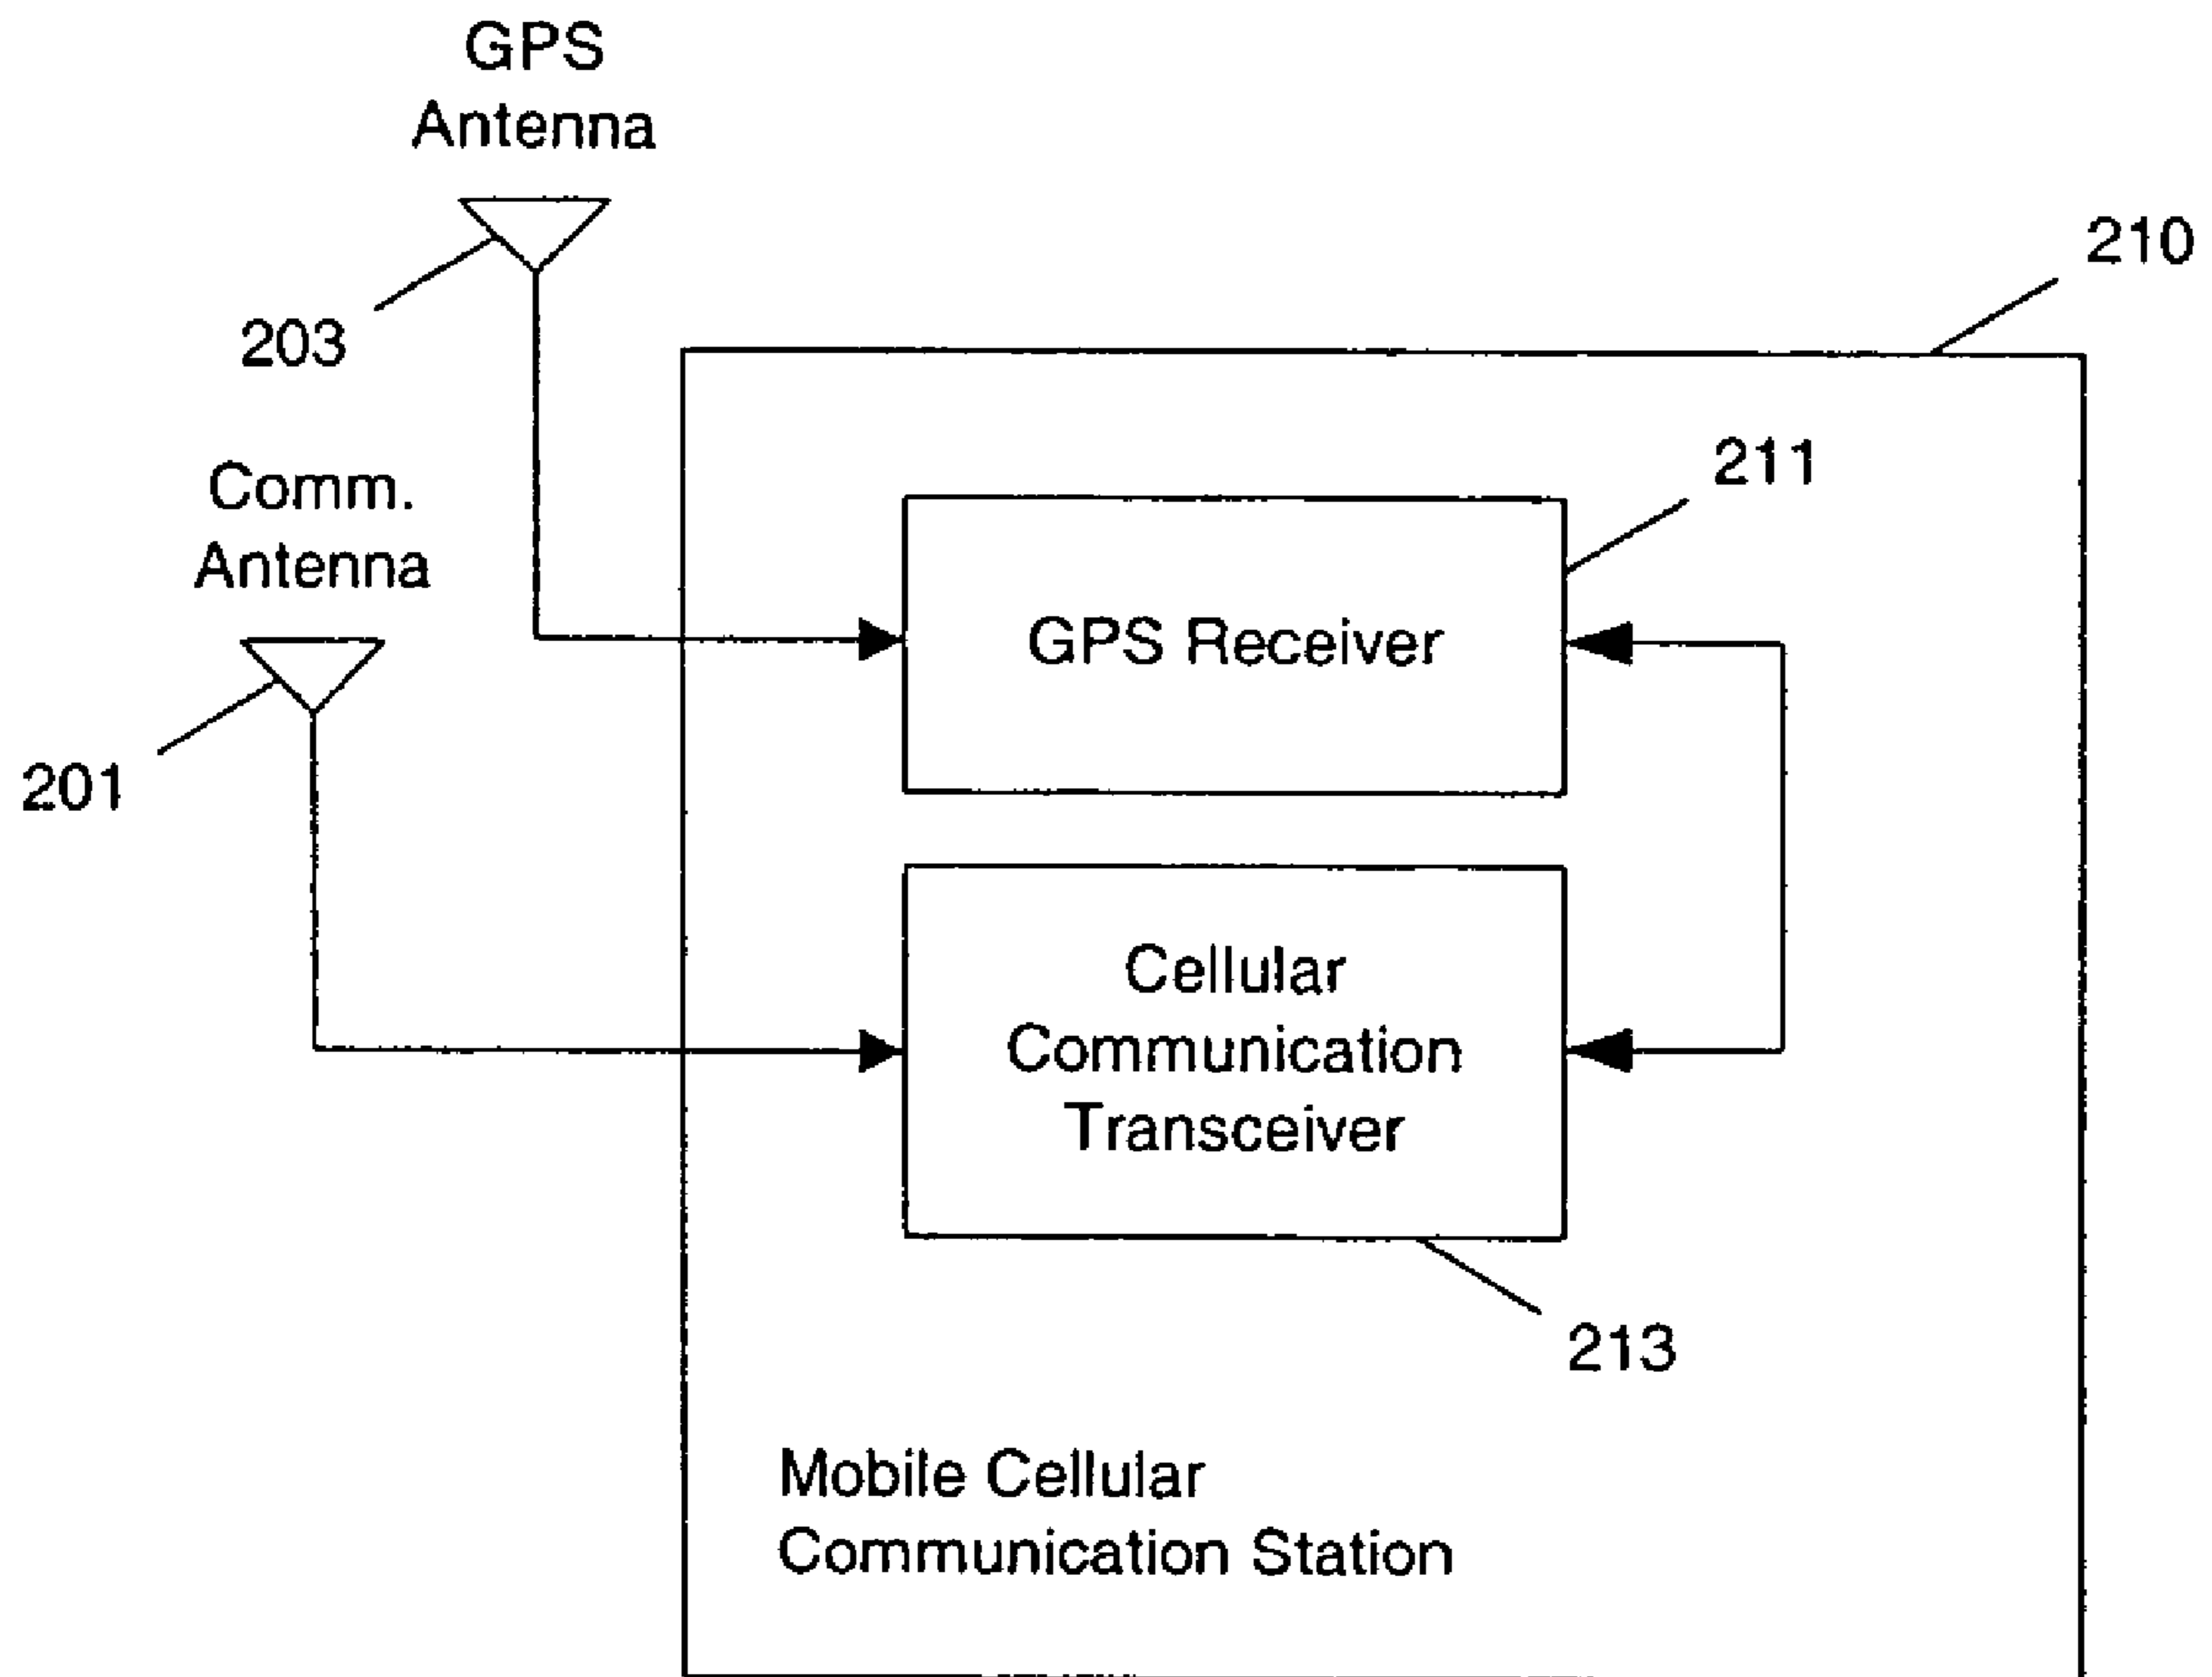 GPS
Antenna
203
210
Comm.
Antenna
201
211
GPS Receiver
Cellular
Communication
Transceiver
213
Mobile Cellular
Communication Station